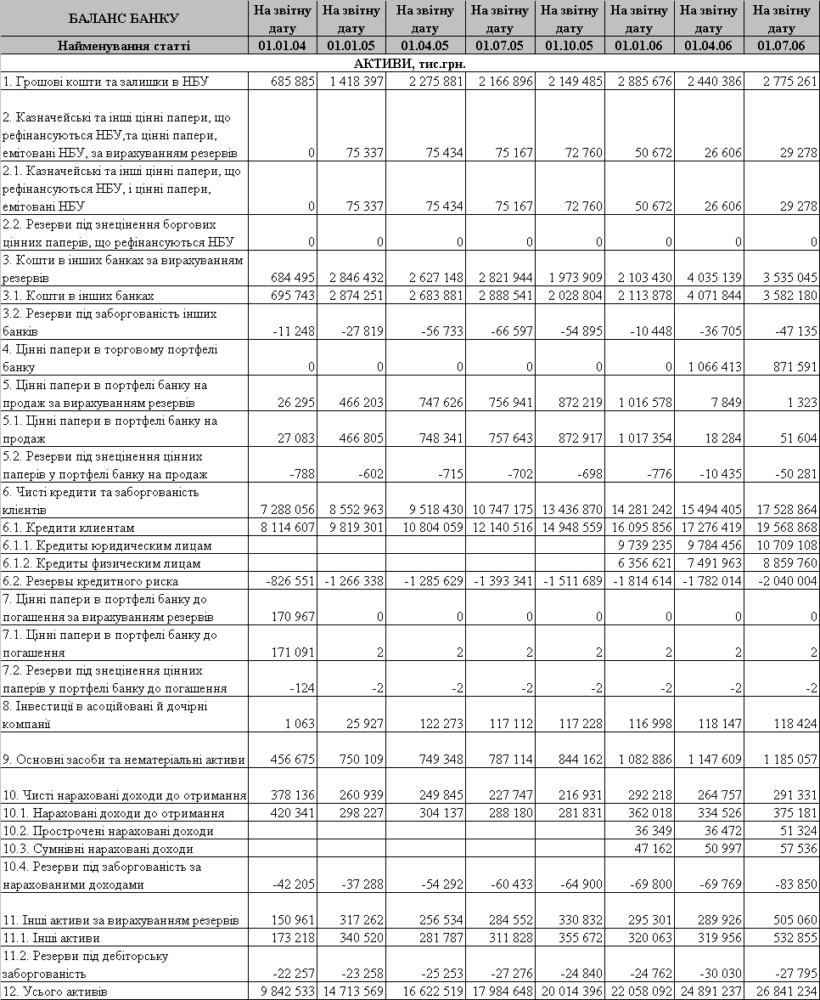 БАЛАНС БАНКУ
На звітну дату На звітну дату На звітну дату На звітну дату На звітну дату На звітну дату На звітну дату На звітну дату
Найменування статті 01.01.04 01.01.05 01.04.05 01.07.05 01.10.05 01.01.06 01.04.06 01.07.06
АКТИВИ, тис.грн.
1. Грошові кошти та залишки в НБУ 685 885 1 418 397 2 275 881 2 166 896 2 149 485 2 885 676 2 440 386 2 775 261
2. Казначейські та інші цінні папери, що
рефінансуються НБУ,та цінні папери,
емітовані НБУ, за вирахуванням резервів 0 75 337 75 434 75 167 72 760 50 672 26 606 29 278
2.1. Казначейські та інші цінні папери, що
рефінансуються НБУ, і цінні папери,
емітовані НБУ 0 75 337 75 434 75 167 72 760 50 672 26 606 29 278
2.2. Резерви під знецінення боргових
цінних паперів, що рефінансуються НБУ 0 0 0 0 0 0 0 0
3. Кошти в інших банках за вирахуванням
резервів 684 495 2 846 432 2 627 148 2 821 944 1 973 909 2 103 430 4 035 139 3 535 045
3.1. Кошти в інших банках 695 743 2 874 251 2 683 881 2 888 541 2 028 804 2 113 878 4 071 844 3 582 180
3.2. Резерви під заборгованість інших
банків -11 248 -27 819 -56 733 -66 597 -54 895 -10 448 -36 705 -47 135
4. Цінні папери в торговому портфелі
банку 0 0 0 0 0 0 1 066 413 871 591
5. Цінні папери в портфелі банку на
продаж за вирахуванням резервів 26 295 466 203 747 626 756 941 872 219 1 016 578 7 849 1 323
5.1. Цінні папери в портфелі банку на
продаж 27 083 466 805 748 341 757 643 872 917 1 017 354 18 284 51 604
5.2. Резерви під знецінення цінних
паперів у портфелі банку на продаж -788 -602 -715 -702 -698 -776 -10 435 -50 281
6. Чисті кредити та заборгованість
клієнтів 7 288 056 8 552 963 9 518 430 10 747 175 13 436 870 14 281 242 15 494 405 17 528 864
6.1. Кредити клиентам 8 114 607 9 819 301 10 804 059 12 140 516 14 948 559 16 095 856 17 276 419 19 568 868
6.1.1. Кредиты юридическим лицам 9 739 235 9 784 456 10 709 108
6.1.2. Кредиты физическим лицам 6 356 621 7 491 963 8 859 760
6.2. Резервы кредитного риска -826 551 -1 266 338 -1 285 629 -1 393 341 -1 511 689 -1 814 614 -1 782 014 -2 040 004
7. Цінні папери в портфелі банку до
погашення за вирахуванням резервів 170 967 0 0 0 0 0 0 0
7.1. Цінні папери в портфелі банку до
погашення 171 091 2 2 2 2 2 2 2
7.2. Резерви під знецінення цінних
паперів у портфелі банку до погашення -124 -2 -2 -2 -2 -2 -2 -2
8. Інвестиції в асоційовані й дочірні
компанії 1 063 25 927 122 273 117 112 117 228 116 998 118 147 118 424
9. Основні засоби та нематеріальні активи 456 675 750 109 749 348 787 114 844 162 1 082 886 1 147 609 1 185 057
10. Чисті нараховані доходи до отримання 378 136 260 939 249 845 227 747 216 931 292 218 264 757 291 331
10.1. Нараховані доходи до отримання 420 341 298 227 304 137 288 180 281 831 362 018 334 526 375 181
10.2. Прострочені нараховані доходи 36 349 36 472 51 324
10.3. Сумнівні нараховані доходи 47 162 50 997 57 536
10.4. Резерви під заборгованість за
нарахованими доходами -42 205 -37 288 -54 292 -60 433 -64 900 -69 800 -69 769 -83 850
11. Інші активи за вирахуванням резервів 150 961 317 262 256 534 284 552 330 832 295 301 289 926 505 060
11.1. Інші активи 173 218 340 520 281 787 311 828 355 672 320 063 319 956 532 855
11.2. Резерви під дебіторську
заборгованість -22 257 -23 258 -25 253 -27 276 -24 840 -24 762 -30 030 -27 795
12. Усього активів 9 842 533 14 713 569 16 622 519 17 984 648 20 014 396 22 058 092 24 891 237 26 841 234